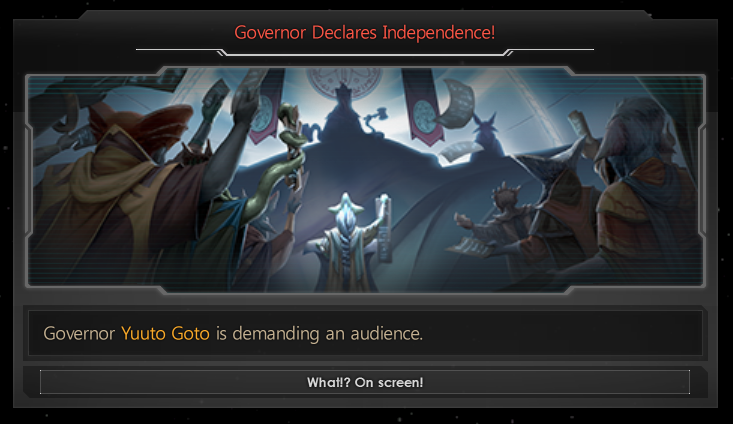 Governor Declares Independence!
Governor Yuuto Goto is demanding an audience.
What!? On screen!